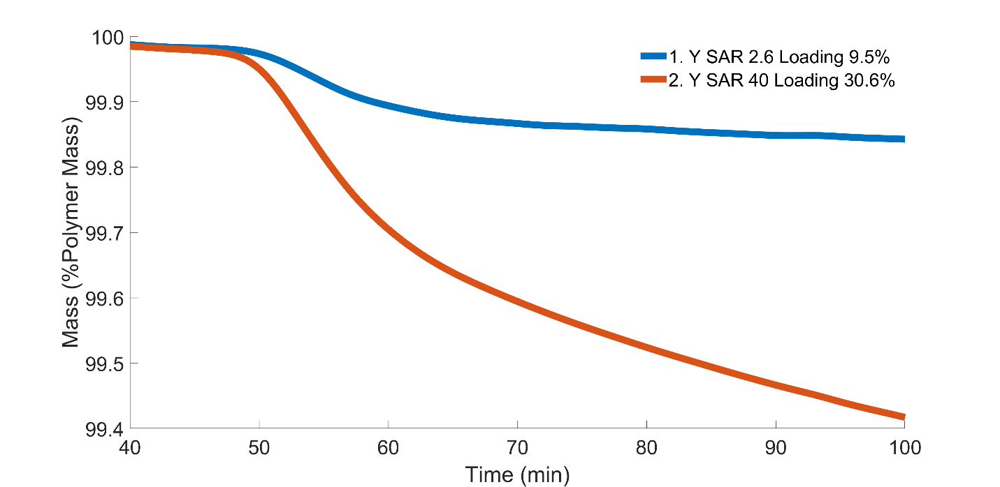 100
99.9
99.8
99.7
99.6
99.5
99.4
Mass (%Polymer Mass)
1. Y SAR 2.6 Loading 9.5%
2. Y SAR 40 Loading 30.6%
40 50 60 70 80 90 100
Time (min)